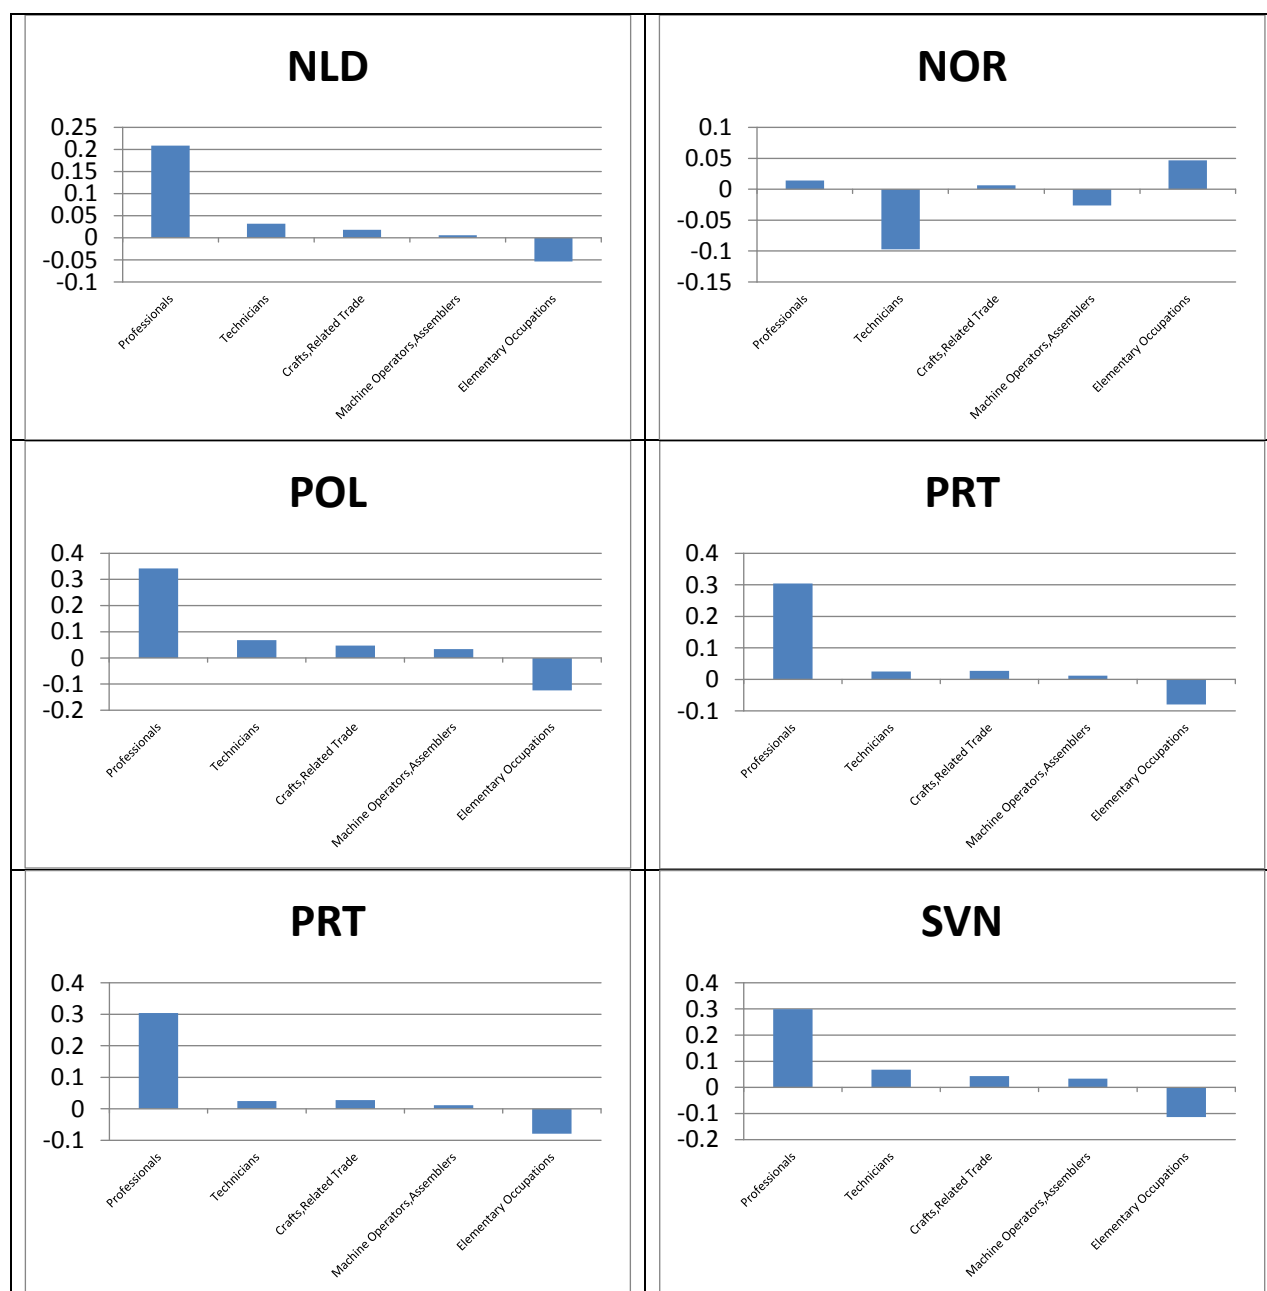 NLD
0.25
0.2
0.15
0.1
0.05
0
-0.05
-0.1
Professionals
Technicians
Crafts,Related Trade
Machine Operators,Assemblers
Elementary Occupations
NOR
0.1
0.05
0
-0.05
-0.1
-0.15
Professionals
Technicians
Crafts,Related Trade
Machine Operators,Assemblers
Elementary Occupations
POL
0.4
0.3
0.2
0.1
0
-0.1
-0.2
Professionals
Technicians
Crafts,Related Trade
Machine Operators,Assemblers
Elementary Occupations
PRT
0.4
0.3
0.2
0.1
0
-0.1
Professionals
Technicians
Crafts,Related Trade
Machine Operators,Assemblers
Elementary Occupations
PRT
0.4
0.3
0.2
0.1
0
-0.1
Professionals
Technicians
Crafts,Related Trade
Machine Operators,Assemblers
Elementary Occupations
SVN
0.4
0.3
0.2
0.1
0
-0.1
-0.2
Professionals
Technicians
Crafts,Related Trade
Machine Operators,Assemblers
Elementary Occupations